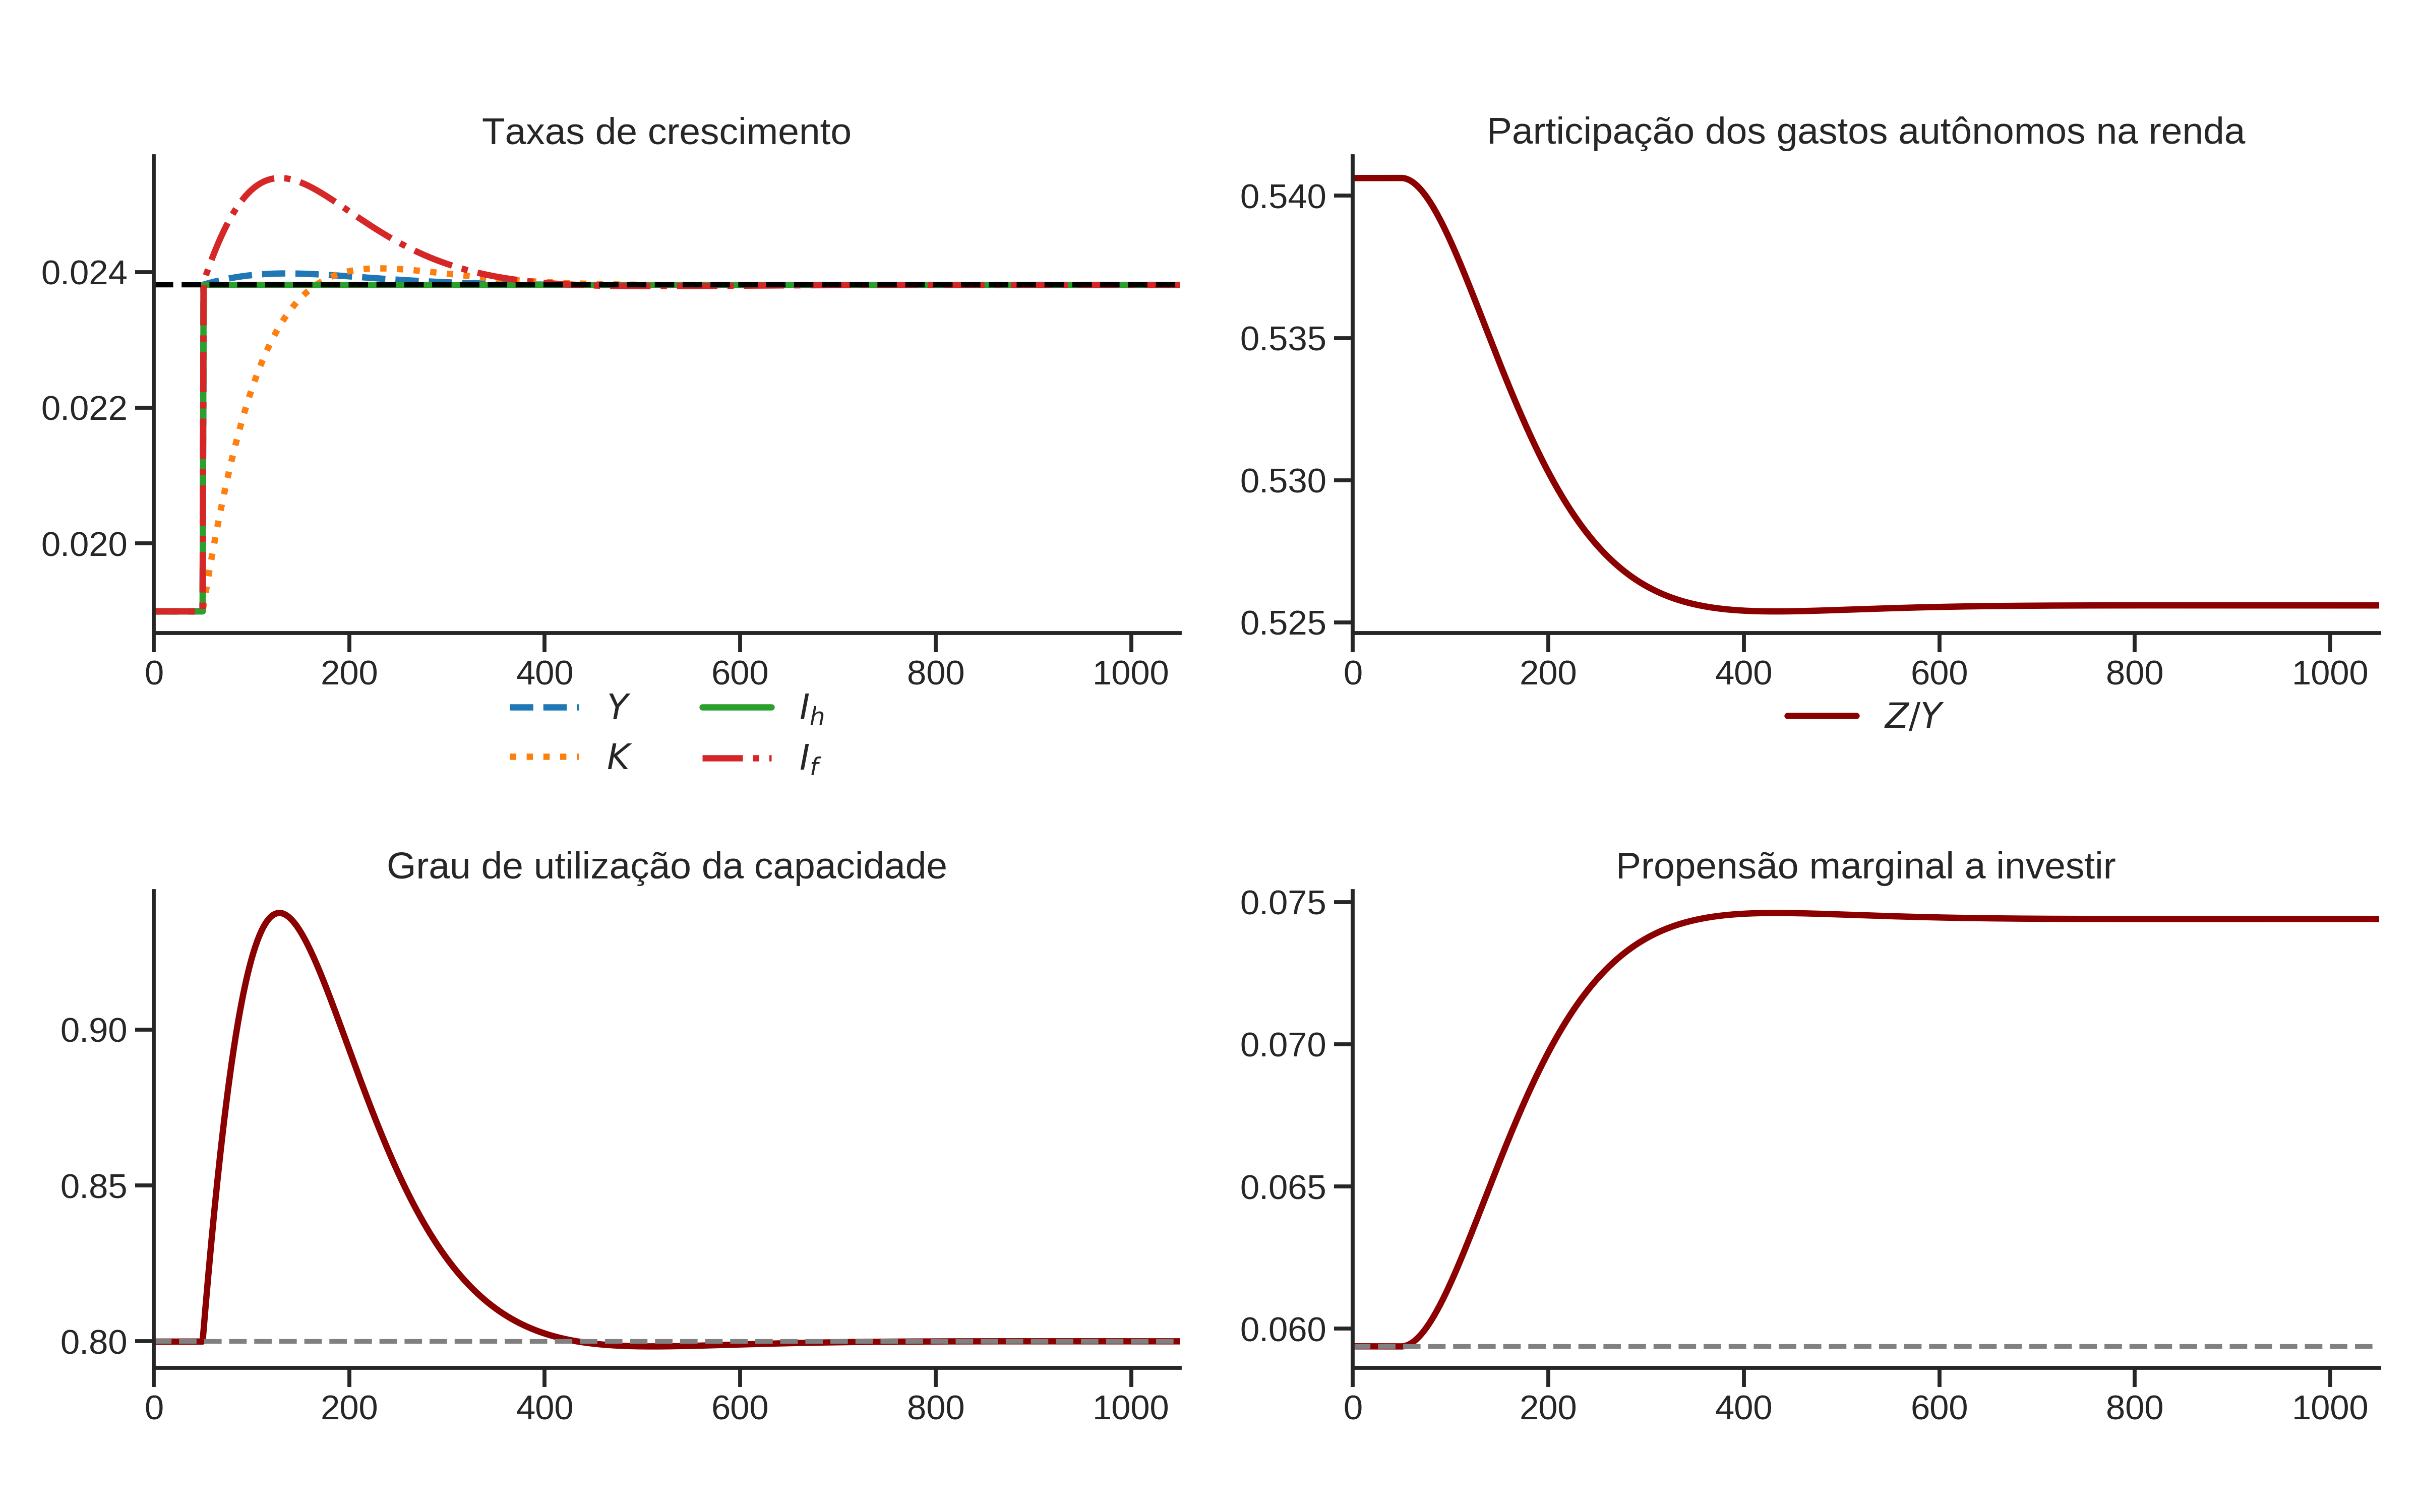 Taxas de crescimento
0.024
0.022
0.020
0 200 400 600 800 1000
Y I_h
K I_f
Participação dos gastos autônomos na renda
0.540
0.535
0.530
0.525
0 200 400 600 800 1000
Z/Y
Grau de utilização da capacidade
0.90
0.85
0.80
0 200 400 600 800 1000
Propensão marginal a investir
0.075
0.070
0.065
0.060
0 200 400 600 800 1000